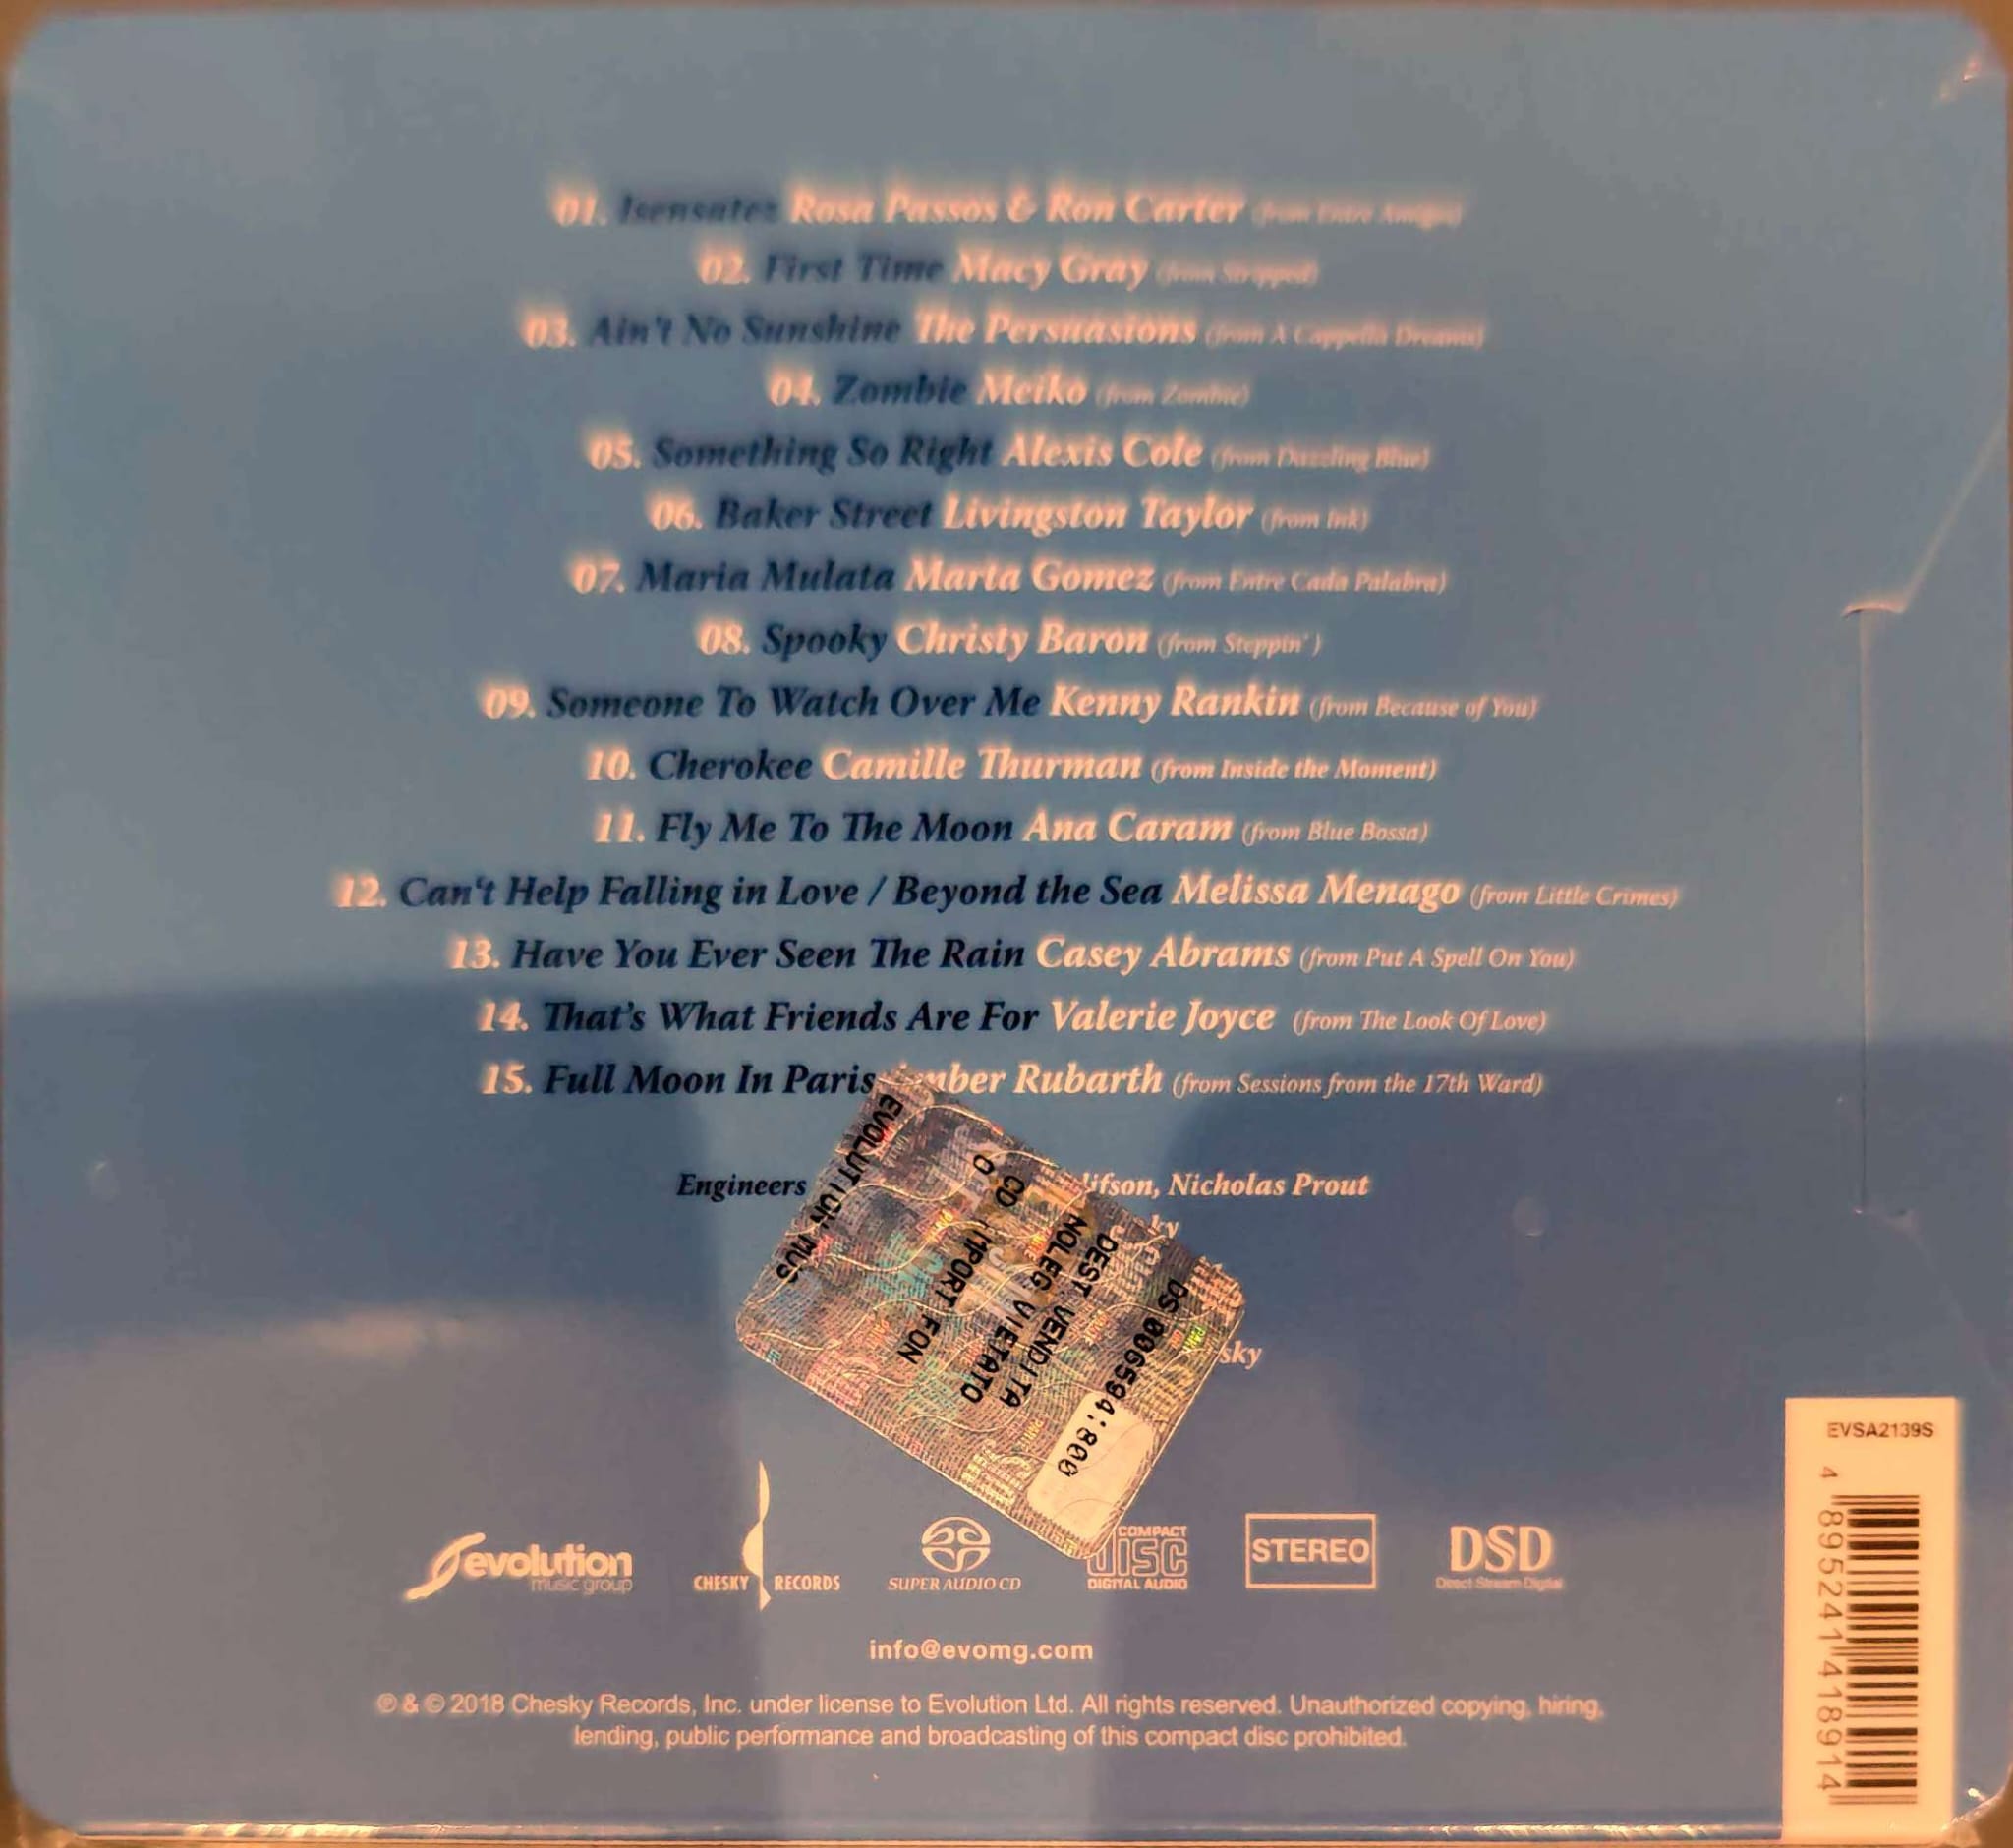 01. Isensatez Rosa Passos & Ron Carter (from Entre Amigos)
02. First Time Macy Gray (from Stripped)
03. Ain't No Sunshine The Persuasions (from A Cappella Dreams)
04. Zombie Meiko (from Zombie)
05. Something So Right Alexis Cole (from Dazzling Blue)
06. Baker Street Livingston Taylor (from Ink)
07. Maria Mulata Marta Gomez (from Entre Cada Palabra)
08. Spooky Christy Baron (from Steppin' )
09. Someone To Watch Over Me Kenny Rankin (from Because of You)
10. Cherokee Camille Thurman (from Inside the Moment)
11. Fly Me To The Moon Ana Caram (from Blue Bossa)
12. Can't Help Falling in Love / Beyond the Sea Melissa Menago (from Little Crimes)
13. Have You Ever Seen The Rain Casey Abrams (from Put A Spell On You)
14. That's What Friends Are For Valerie Joyce (from The Look Of Love)
15. Full Moon In Paris Rubarth (from Sessions from the 17th Ward)
Engineers Nicholas Prout
EVOLUTION MUS
CD IMPORT FON
NOLEG VIETATO
DEST VENDITA
DS
EVSA2139S
4 895241 418914
evolution
music group
CHESKY RECORDS
SUPER AUDIO CD
COMPACT
DISC
DIGITAL AUDIO
STEREO
DSD
Direct Stream Digital
info@evomg.com
℗ & © 2018 Chesky Records, Inc. under license to Evolution Ltd. All rights reserved. Unauthorized copying, hiring,
lending, public performance and broadcasting of this compact disc prohibited.